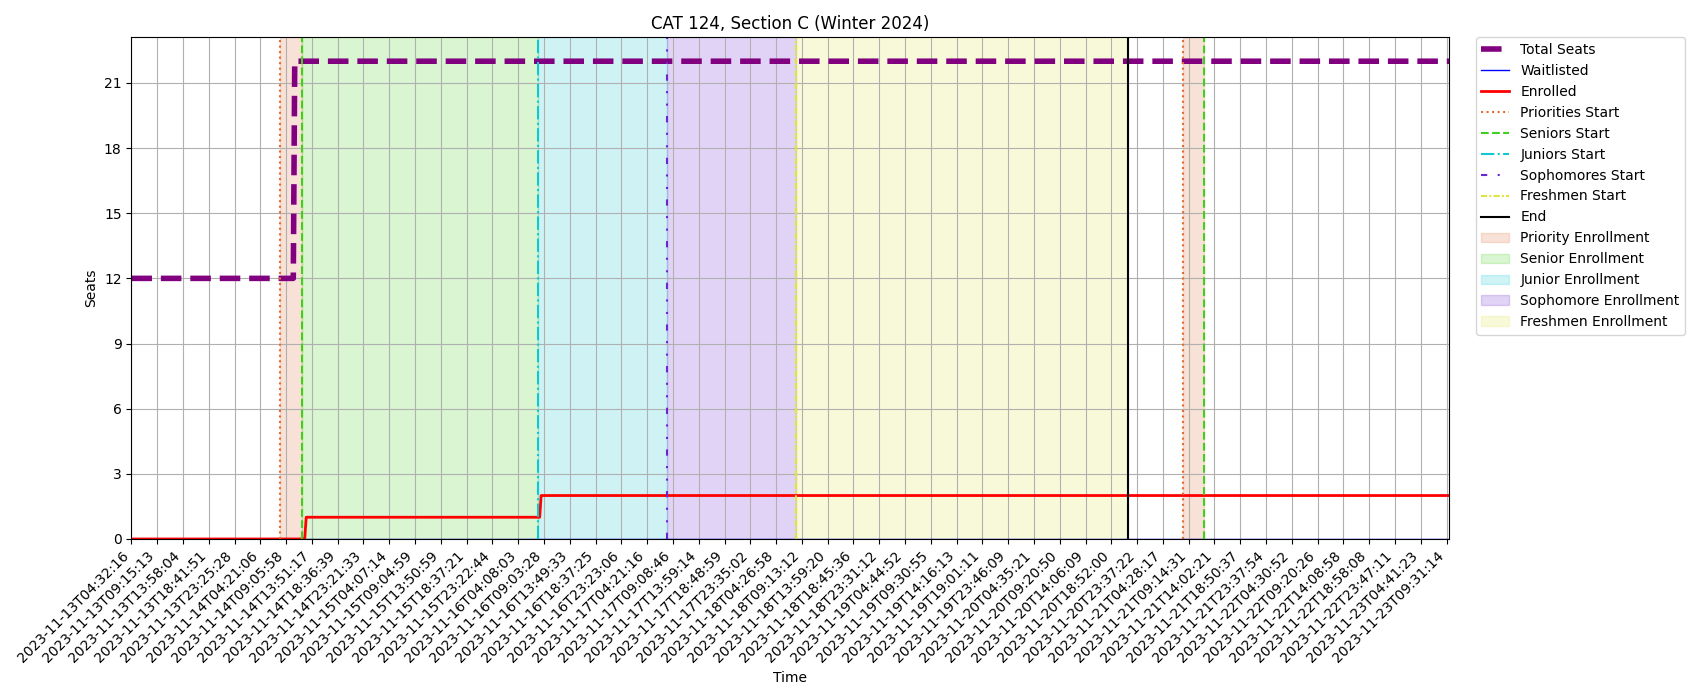 CAT 124, Section C (Winter 2024)
Total Seats
Waitlisted
Enrolled
Priorities Start
Seniors Start
Juniors Start
Sophomores Start
Freshmen Start
End
Priority Enrollment
Senior Enrollment
Junior Enrollment
Sophomore Enrollment
Freshmen Enrollment
Seats
21
18
15
12
9
6
3
0
2023-11-13T04:32:16
2023-11-13T09:15:13
2023-11-13T13:58:04
2023-11-13T18:41:51
2023-11-13T23:25:28
2023-11-14T04:21:06
2023-11-14T09:05:58
2023-11-14T13:51:17
2023-11-14T18:36:39
2023-11-14T23:21:33
2023-11-15T04:07:14
2023-11-15T09:04:59
2023-11-15T13:50:59
2023-11-15T18:37:21
2023-11-15T23:22:44
2023-11-16T04:08:03
2023-11-16T09:03:28
2023-11-16T13:49:33
2023-11-16T18:37:25
2023-11-16T23:23:06
2023-11-17T04:21:16
2023-11-17T09:08:46
2023-11-17T13:59:14
2023-11-17T18:48:59
2023-11-17T23:35:02
2023-11-18T04:26:58
2023-11-18T09:13:12
2023-11-18T13:59:20
2023-11-18T18:45:36
2023-11-18T23:31:12
2023-11-19T04:44:52
2023-11-19T09:30:55
2023-11-19T14:16:13
2023-11-19T19:01:11
2023-11-19T23:46:09
2023-11-20T04:35:21
2023-11-20T09:20:50
2023-11-20T14:06:09
2023-11-20T18:52:00
2023-11-20T23:37:22
2023-11-21T04:28:17
2023-11-21T09:14:31
2023-11-21T14:02:21
2023-11-21T18:50:37
2023-11-21T23:37:54
2023-11-22T04:30:52
2023-11-22T09:20:26
2023-11-22T14:08:58
2023-11-22T18:58:08
2023-11-22T23:47:11
2023-11-23T04:41:23
2023-11-23T09:31:14
Time